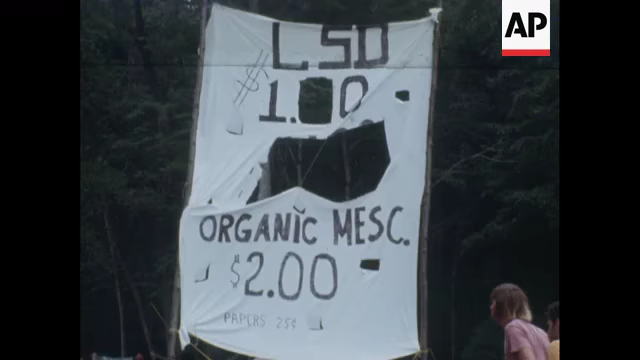 AP
LSD
$1.00
ORGANIC MESC.
$2.00
PAPERS 25¢